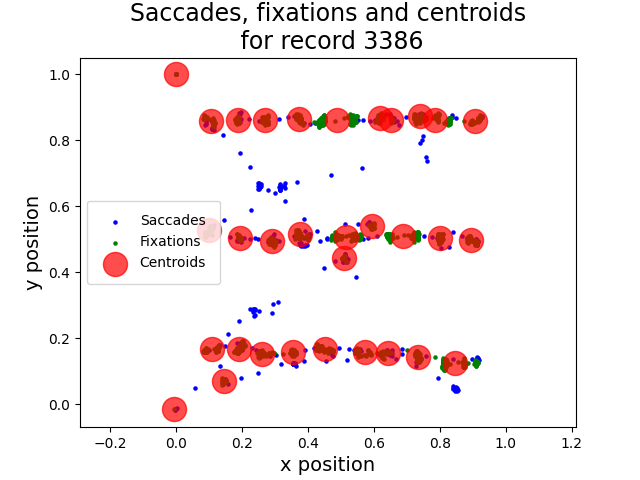 Saccades, fixations and centroids
for record 3386
y position
1.0
0.8
0.6
0.4
0.2
0.0
Saccades
Fixations
Centroids
−0.2
0.0
0.2
0.4
0.6
0.8
1.0
1.2
x position